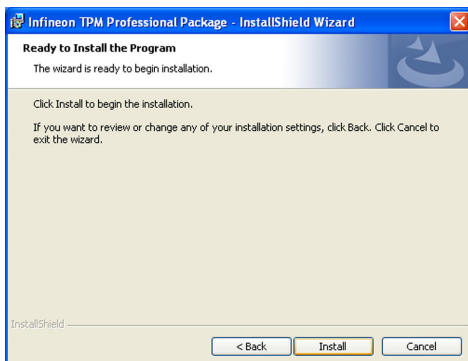 Infineon TPM Professional Package - InstallShield Wizard
Ready to Install the Program
The wizard is ready to begin installation.
Click Install to begin the installation.
If you want to review or change any of your installation settings, click Back. Click Cancel to
exit the wizard.
InstallShield
< Back Install Cancel